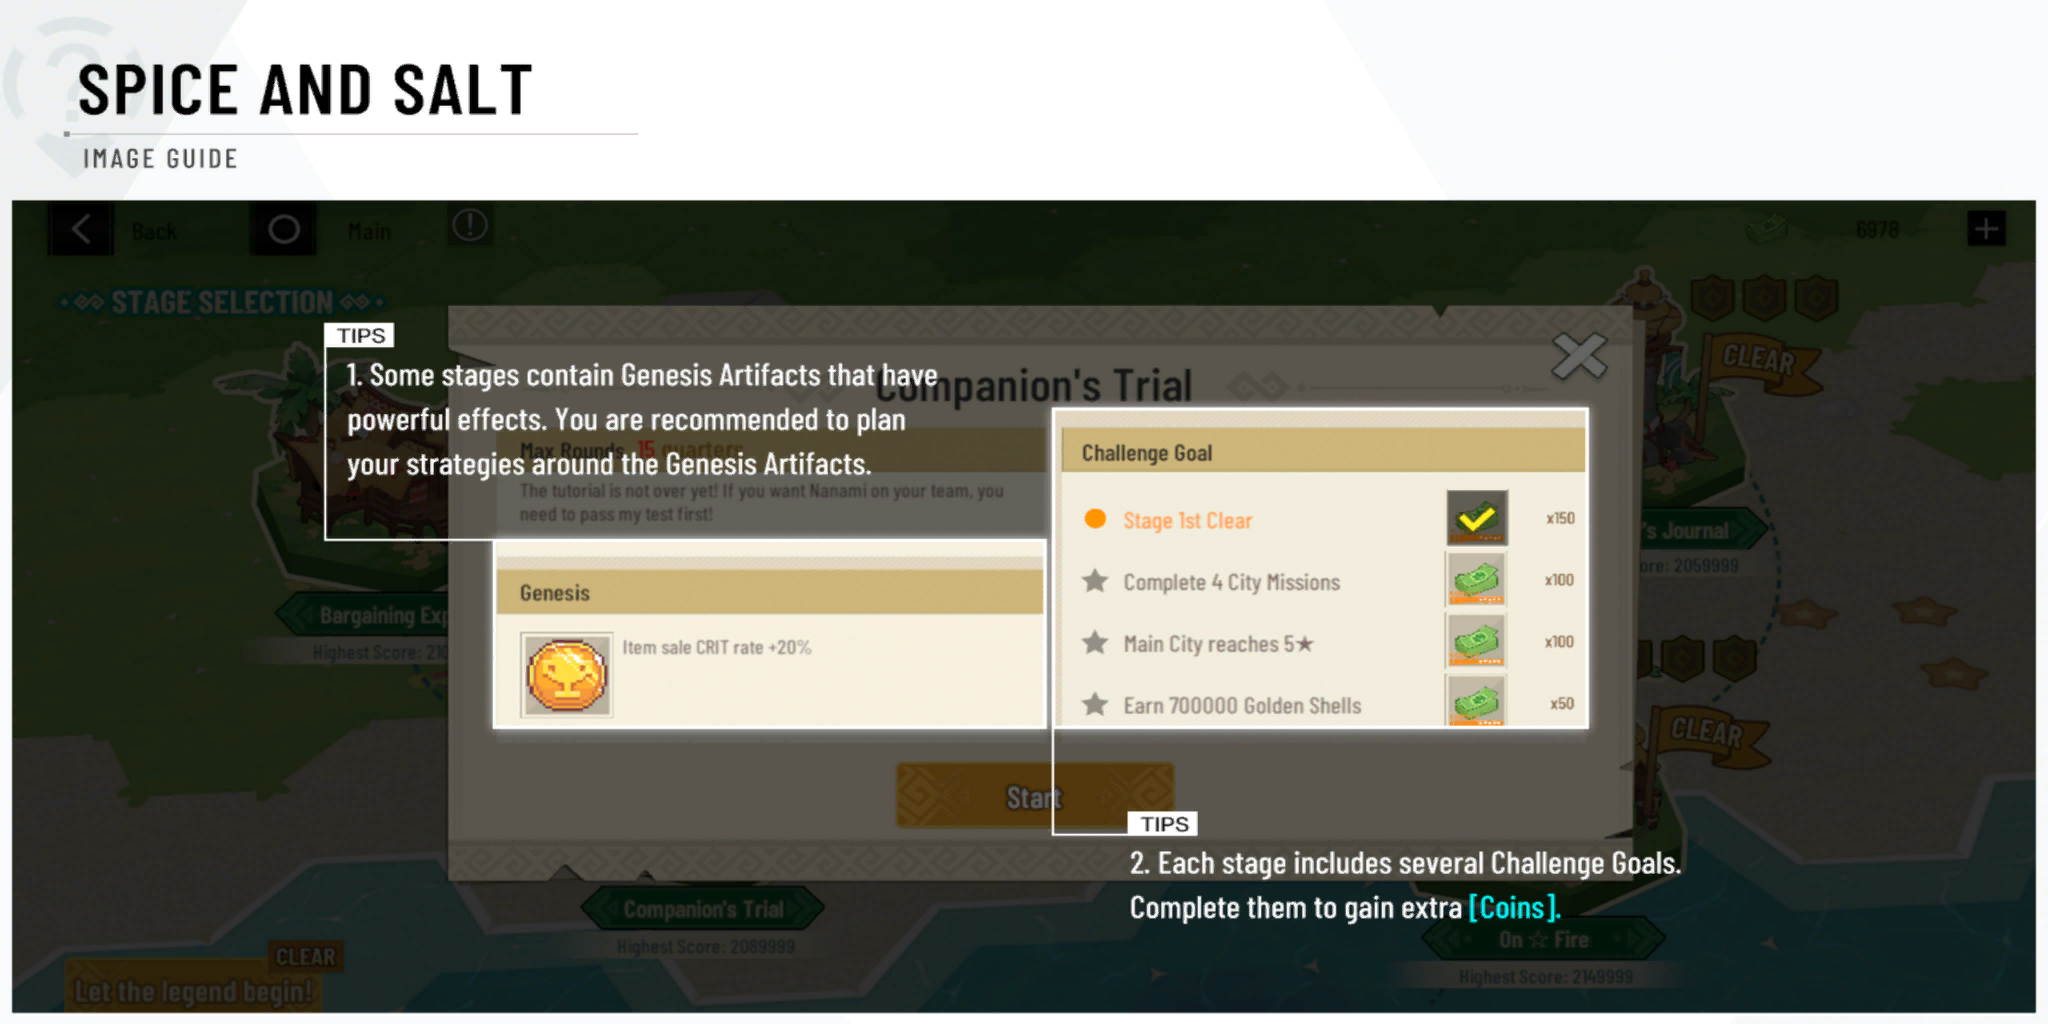 SPICE AND SALT
IMAGE GUIDE
Back
Main
6978
STAGE SELECTION
TIPS
1. Some stages contain Genesis Artifacts that have
powerful effects. You are recommended to plan
your strategies around the Genesis Artifacts.
Companion's Trial
CLEAR
Max Rounds 15 quarters
The tutorial is not over yet! If you want Nanami on your team, you
need to pass my test first!
Challenge Goal
Stage 1st Clear
x150
Complete 4 City Missions
x100
Main City reaches 5★
x100
Earn 700000 Golden Shells
x50
Genesis
Item sale CRIT rate +20%
Bargaining Exp
Highest Score: 210
's Journal
ore: 2059999
CLEAR
Start
TIPS
2. Each stage includes several Challenge Goals.
Complete them to gain extra [Coins].
Companion's Trial
Highest Score: 2089999
On ☆ Fire
Highest Score: 2149999
CLEAR
Let the legend begin!